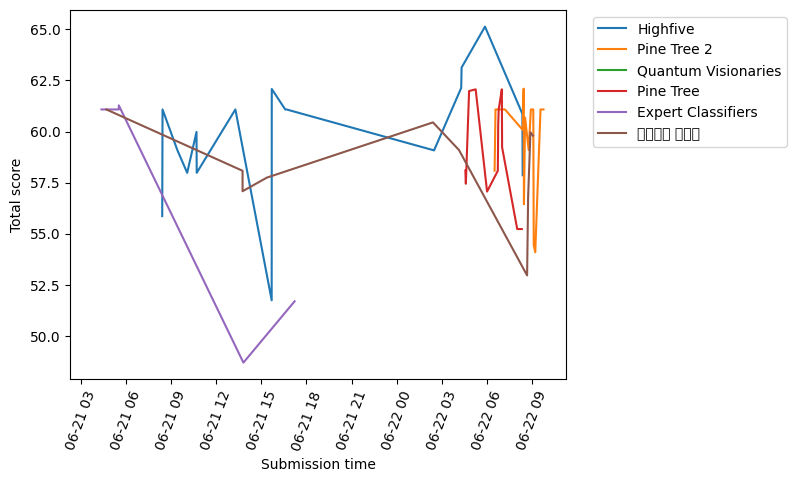 65.0
62.5
60.0
57.5
55.0
52.5
50.0
Total score
06-21 03
06-21 06
06-21 09
06-21 12
06-21 15
06-21 18
06-21 21
06-22 00
06-22 03
06-22 06
06-22 09
Submission time
Highfive
Pine Tree 2
Quantum Visionaries
Pine Tree
Expert Classifiers